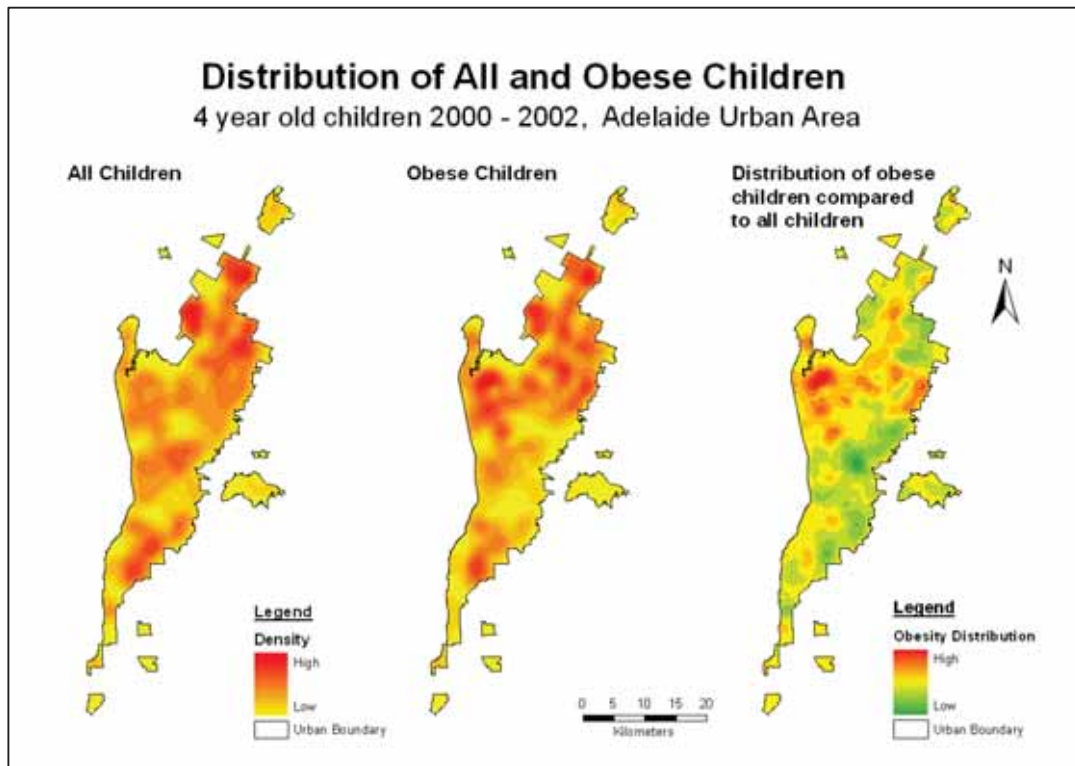 Distribution of All and Obese Children
4 year old children 2000 - 2002, Adelaide Urban Area
All Children
Obese Children
Distribution of obese
children compared
to all children
N
Legend
Density
High
Low
Urban Boundary
0 5 10 15 20
Kilometers
Legend
Obesity Distribution
High
Low
Urban Boundary